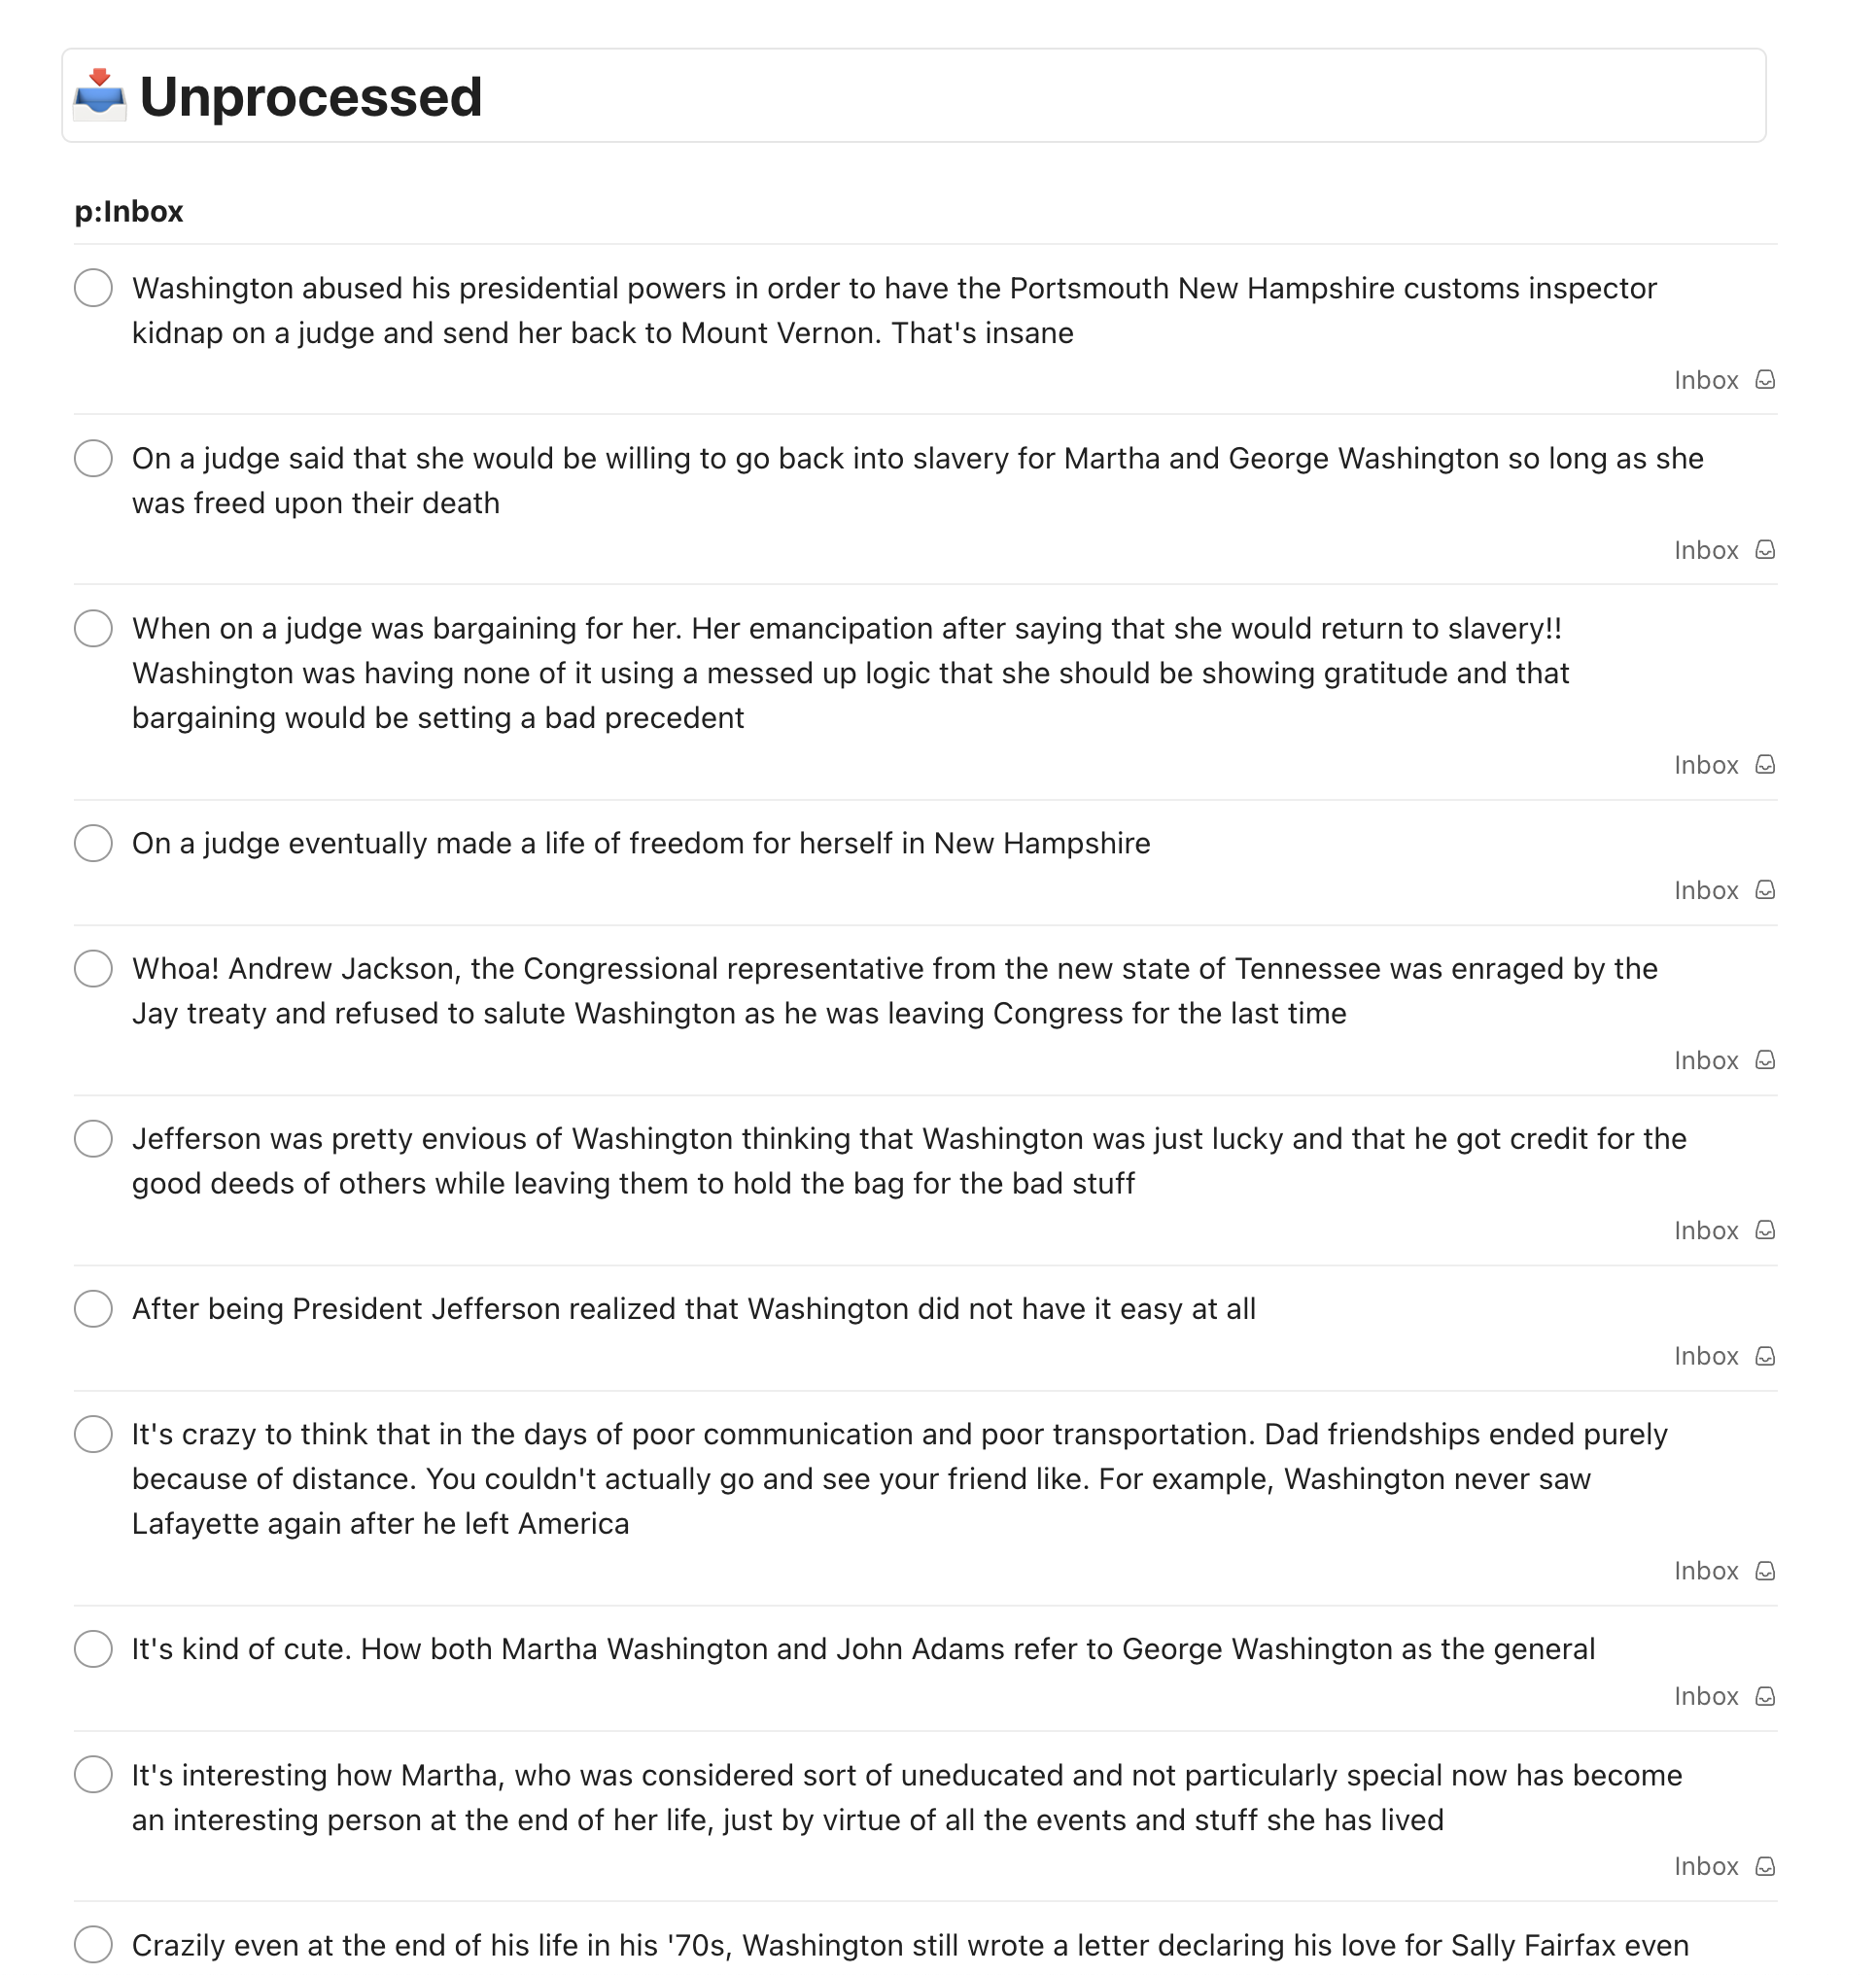 Unprocessed
p:Inbox
Washington abused his presidential powers in order to have the Portsmouth New Hampshire customs inspector
kidnap on a judge and send her back to Mount Vernon. That's insane
Inbox
On a judge said that she would be willing to go back into slavery for Martha and George Washington so long as she
was freed upon their death
Inbox
When on a judge was bargaining for her. Her emancipation after saying that she would return to slavery!!
Washington was having none of it using a messed up logic that she should be showing gratitude and that
bargaining would be setting a bad precedent
Inbox
On a judge eventually made a life of freedom for herself in New Hampshire
Inbox
Whoa! Andrew Jackson, the Congressional representative from the new state of Tennessee was enraged by the
Jay treaty and refused to salute Washington as he was leaving Congress for the last time
Inbox
Jefferson was pretty envious of Washington thinking that Washington was just lucky and that he got credit for the
good deeds of others while leaving them to hold the bag for the bad stuff
Inbox
After being President Jefferson realized that Washington did not have it easy at all
Inbox
It's crazy to think that in the days of poor communication and poor transportation. Dad friendships ended purely
because of distance. You couldn't actually go and see your friend like. For example, Washington never saw
Lafayette again after he left America
Inbox
It's kind of cute. How both Martha Washington and John Adams refer to George Washington as the general
Inbox
It's interesting how Martha, who was considered sort of uneducated and not particularly special now has become
an interesting person at the end of her life, just by virtue of all the events and stuff she has lived
Inbox
Crazily even at the end of his life in his '70s, Washington still wrote a letter declaring his love for Sally Fairfax even